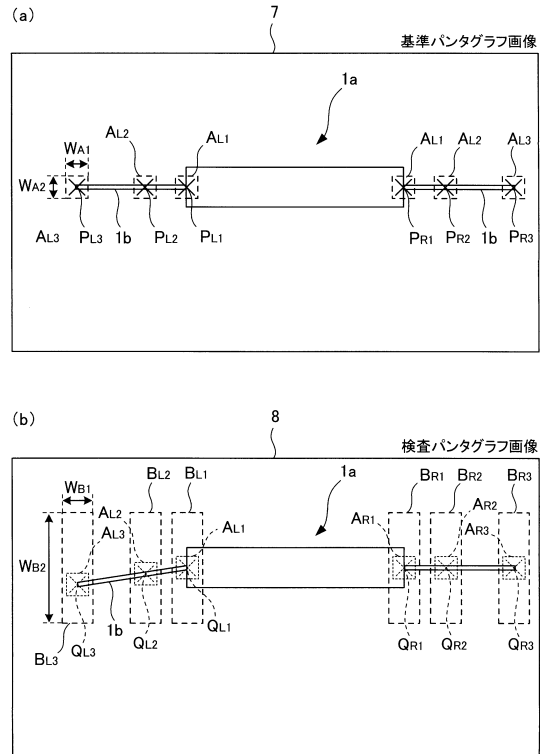 (a)
7
基準パンタグラフ画像
1a
AL2
AL1
AL1
AL2
AL3
WA1
WA2
AL3
PL3
1b
PL2
PL1
PR1
PR2
1b
PR3
(b)
8
検査パンタグラフ画像
BL2
BL1
1a
BR1
BR2
BR3
WB1
AL2
AL3
AL1
AR1
AR2
AR3
WB2
BL3
QL3
1b
QL2
QL1
QR1
QR2
QR3